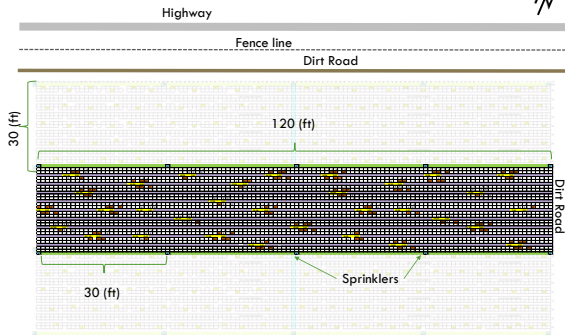 Highway
N
Fence line
Dirt Road
30 (ft)
120 (ft)
Dirt Road
Sprinklers
30 (ft)